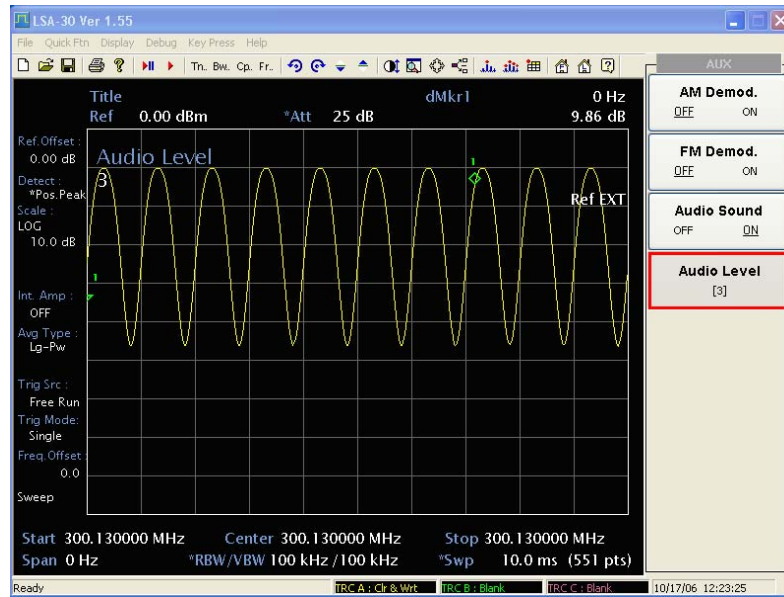 LSA-30 Ver 1.55
File Quick Ftn Display Debug Key Press Help
Tn.. Bw.. Cp.. Fr..
AUX
Title dMkr1 0 Hz
Ref 0.00 dBm *Att 25 dB 9.86 dB
Ref.Offset :
0.00 dB
Detect :
*Pos.Peak
Scale :
LOG
10.0 dB
Int. Amp :
OFF
Avg Type :
Lg-Pw
Trig Src :
Free Run
Trig Mode:
Single
Freq.Offset :
0.0
Sweep
Audio Level
3
1
Ref EXT
1
Start 300.130000 MHz Center 300.130000 MHz Stop 300.130000 MHz
Span 0 Hz *RBW/VBW 100 kHz /100 kHz *Swp 10.0 ms (551 pts)
AM Demod.
OFF ON
FM Demod.
OFF ON
Audio Sound
OFF ON
Audio Level
[3]
Ready TRC A : Clr & Wrt TRC B : Blank TRC C : Blank 10/17/06 12:23:25